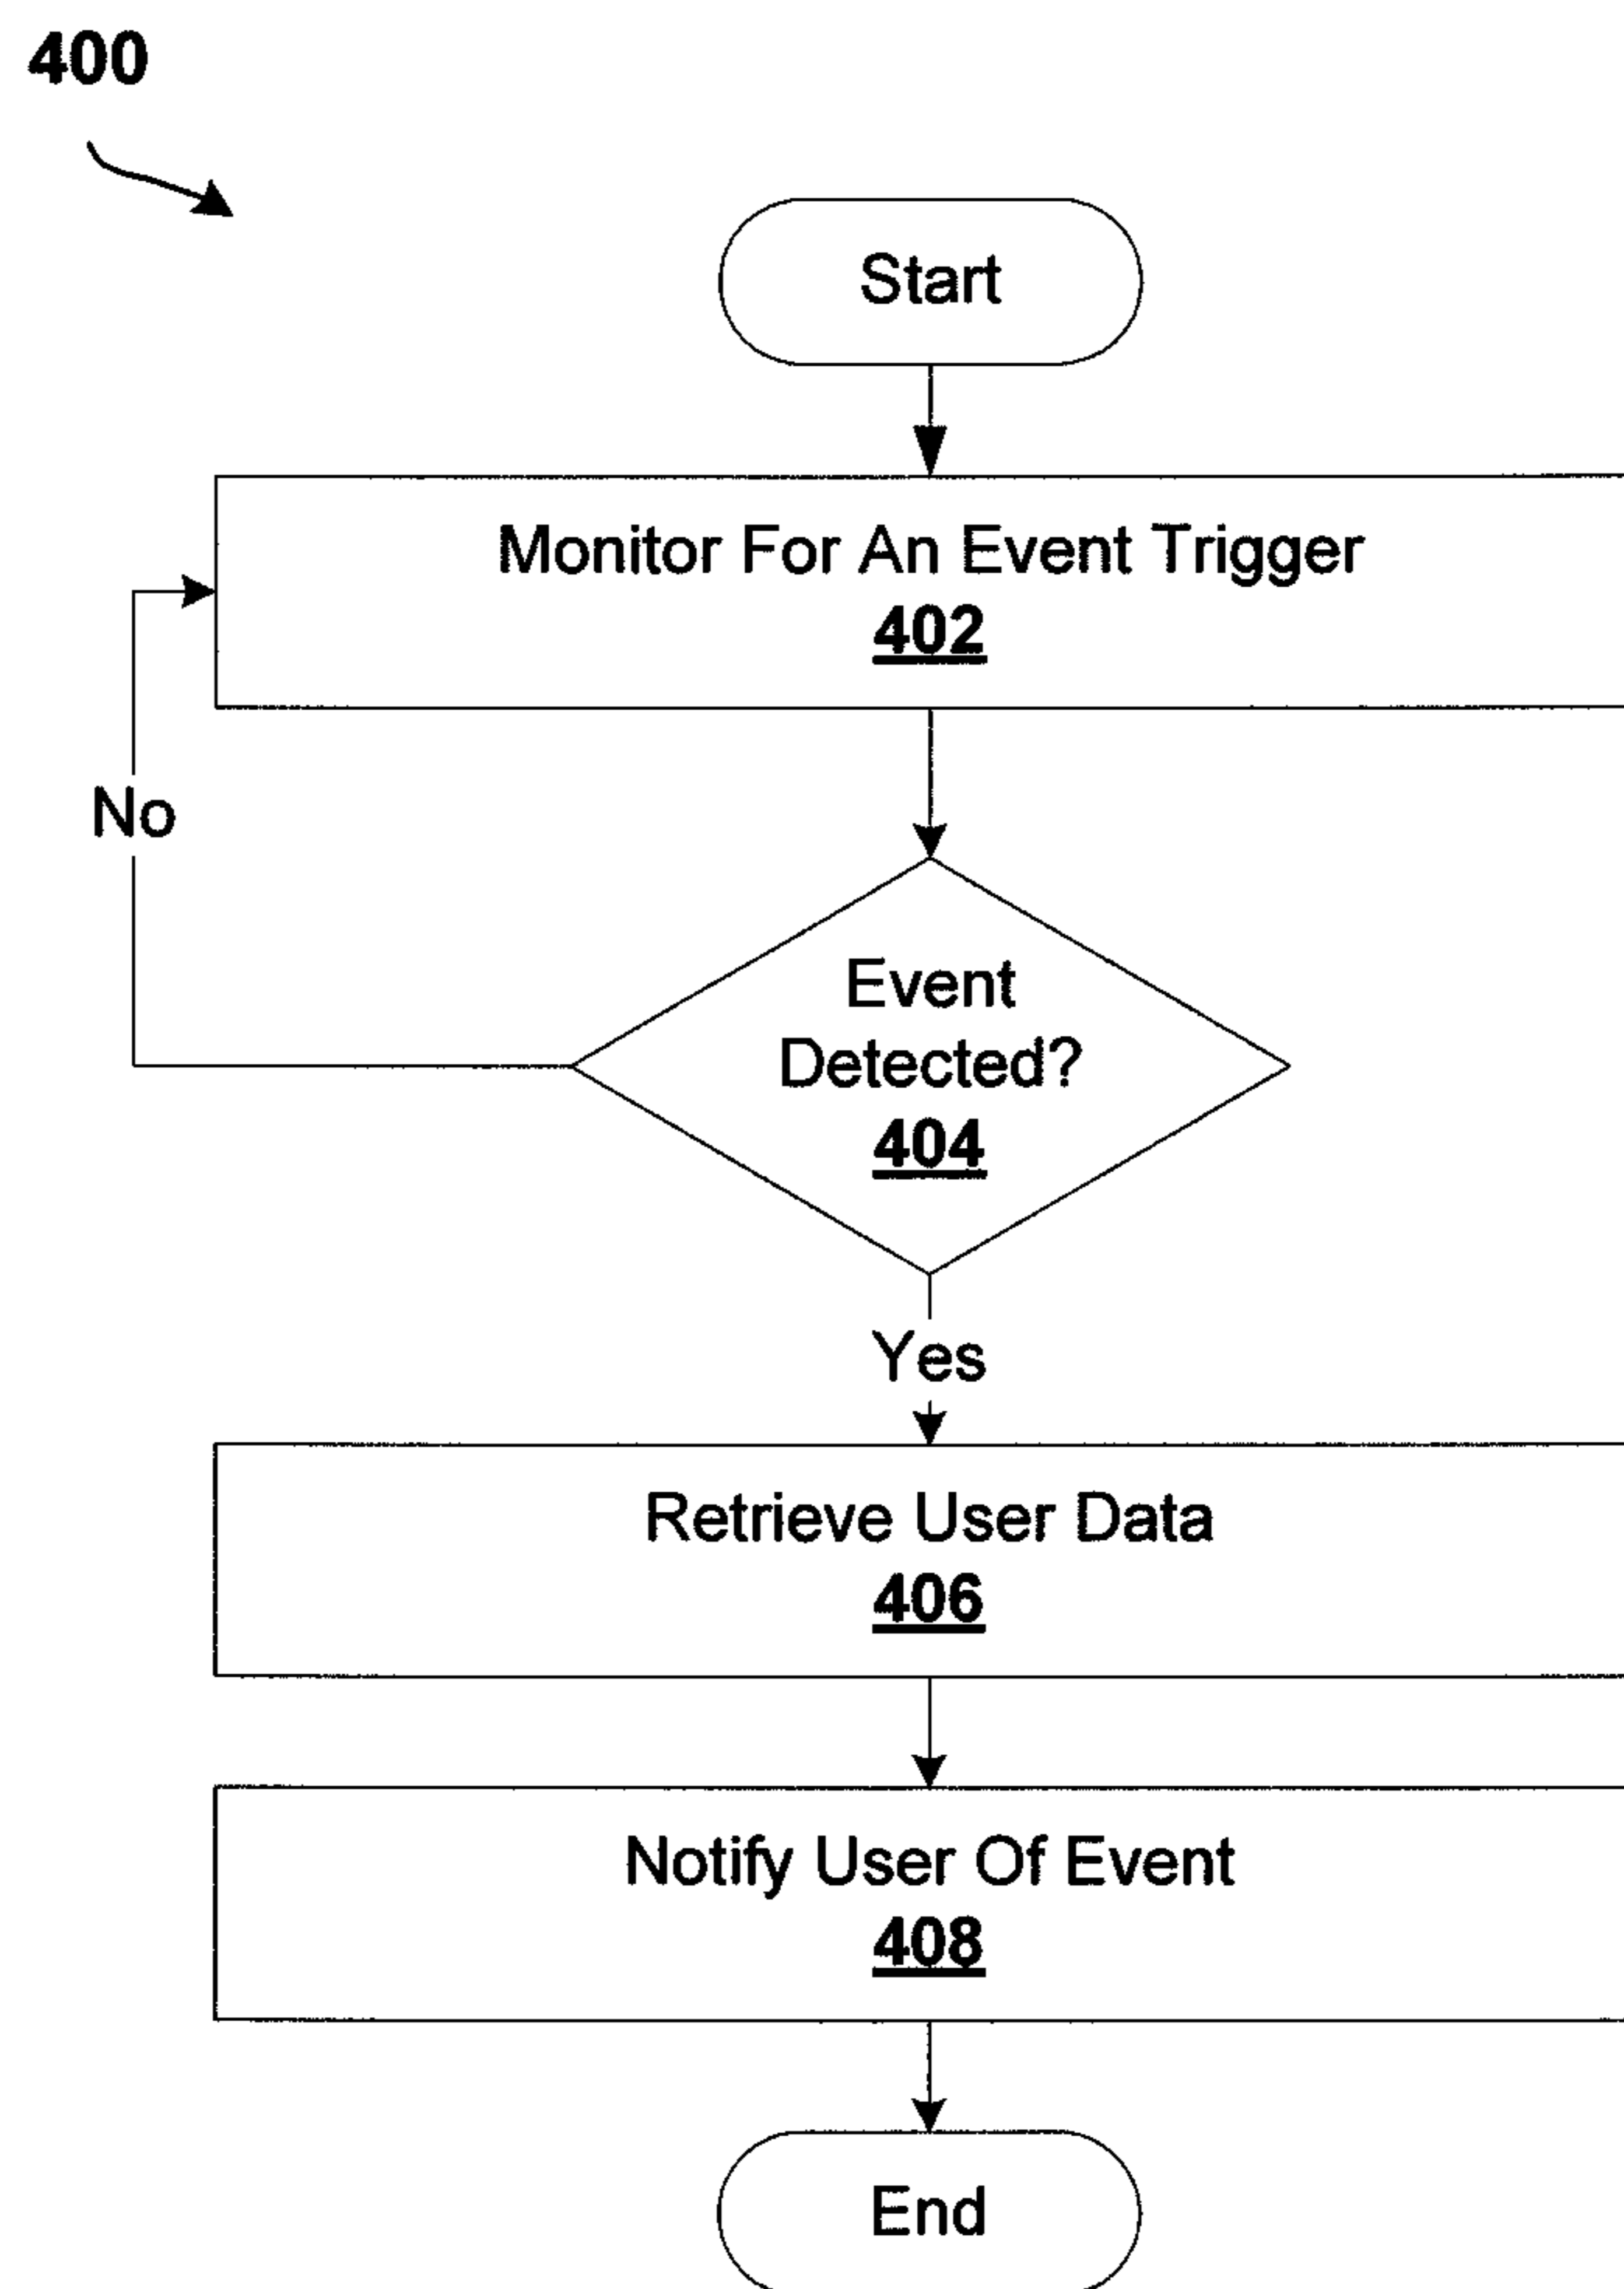 400
Start
Monitor For An Event Trigger
402
No
Event
Detected?
404
Yes
Retrieve User Data
406
Notify User Of Event
408
End